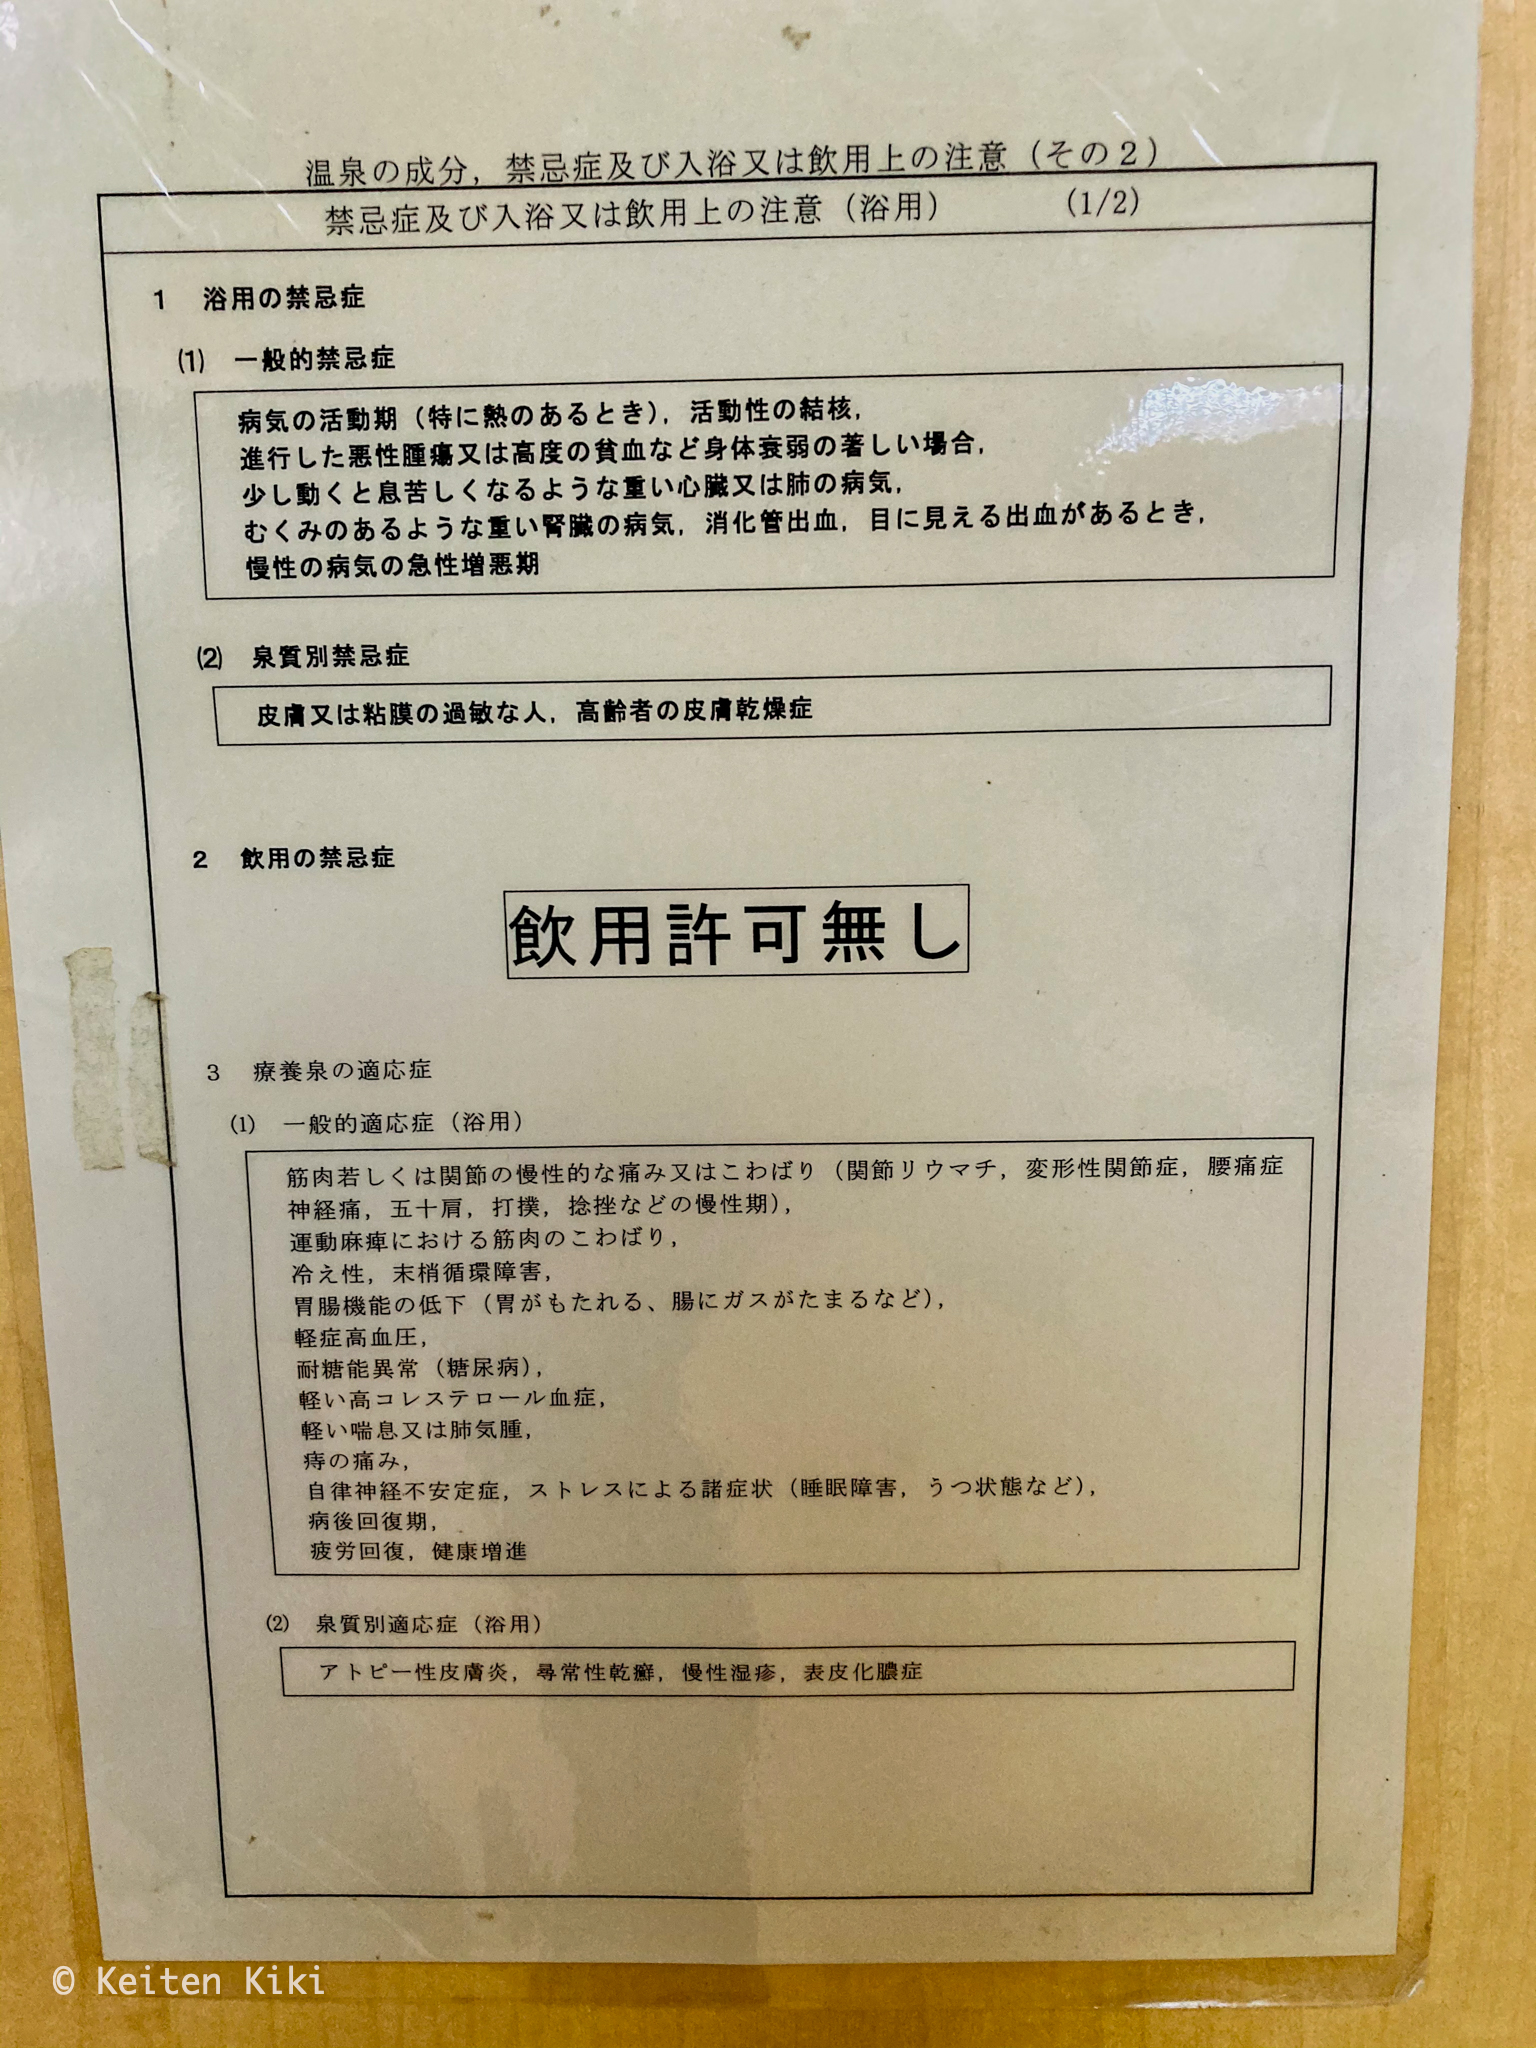 温泉の成分，禁忌症及び入浴又は飲用上の注意（その２）
禁忌症及び入浴又は飲用上の注意（浴用） (1/2)
1 浴用の禁忌症
(1) 一般的禁忌症
病気の活動期（特に熱のあるとき），活動性の結核，
進行した悪性腫瘍又は高度の貧血など身体衰弱の著しい場合，
少し動くと息苦しくなるような重い心臓又は肺の病気，
むくみのあるような重い腎臓の病気，消化管出血，目に見える出血があるとき，
慢性の病気の急性増悪期
(2) 泉質別禁忌症
皮膚又は粘膜の過敏な人，高齢者の皮膚乾燥症
2 飲用の禁忌症
飲用許可無し
3 療養泉の適応症
(1) 一般的適応症（浴用）
筋肉若しくは関節の慢性的な痛み又はこわばり（関節リウマチ，変形性関節症，腰痛症
神経痛，五十肩，打撲，捻挫などの慢性期），
運動麻痺における筋肉のこわばり，
冷え性，末梢循環障害，
胃腸機能の低下（胃がもたれる、腸にガスがたまるなど），
軽症高血圧，
耐糖能異常（糖尿病），
軽い高コレステロール血症，
軽い喘息又は肺気腫，
痔の痛み，
自律神経不安定症，ストレスによる諸症状（睡眠障害，うつ状態など），
病後回復期，
疲労回復，健康増進
(2) 泉質別適応症（浴用）
アトピー性皮膚炎，尋常性乾癬，慢性湿疹，表皮化膿症
© Keiten Kiki